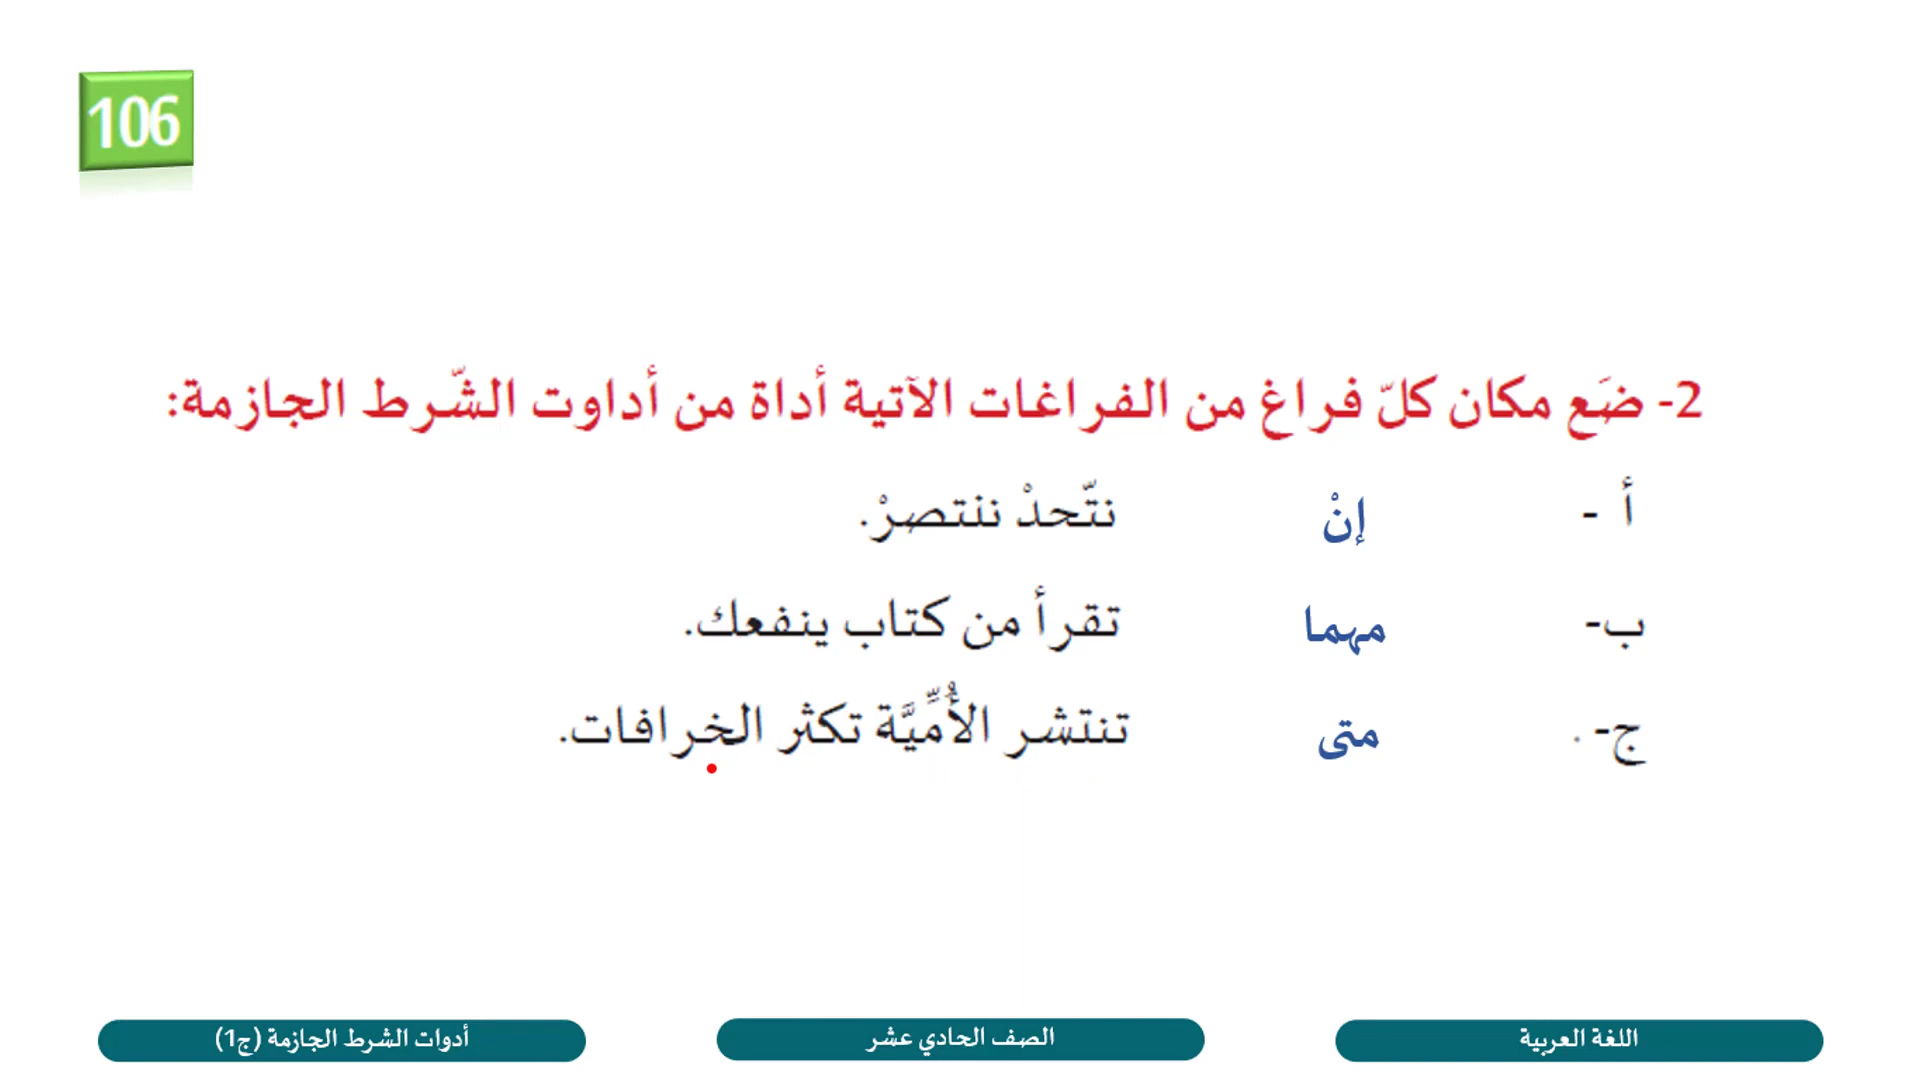 106
2- ضَع مكان كلّ فراغ من الفراغات الآتية أداة من أداوت الشّرط الجازمة:
أ - إنْ نتّحدْ ننتصرْ.
ب- مهما تقرأ من كتاب ينفعك.
ج- . متى تنتشر الأُمِّيَّة تكثر الخرافات.
اللغة العربية
الصف الحادي عشر
أدوات الشرط الجازمة (ج1)